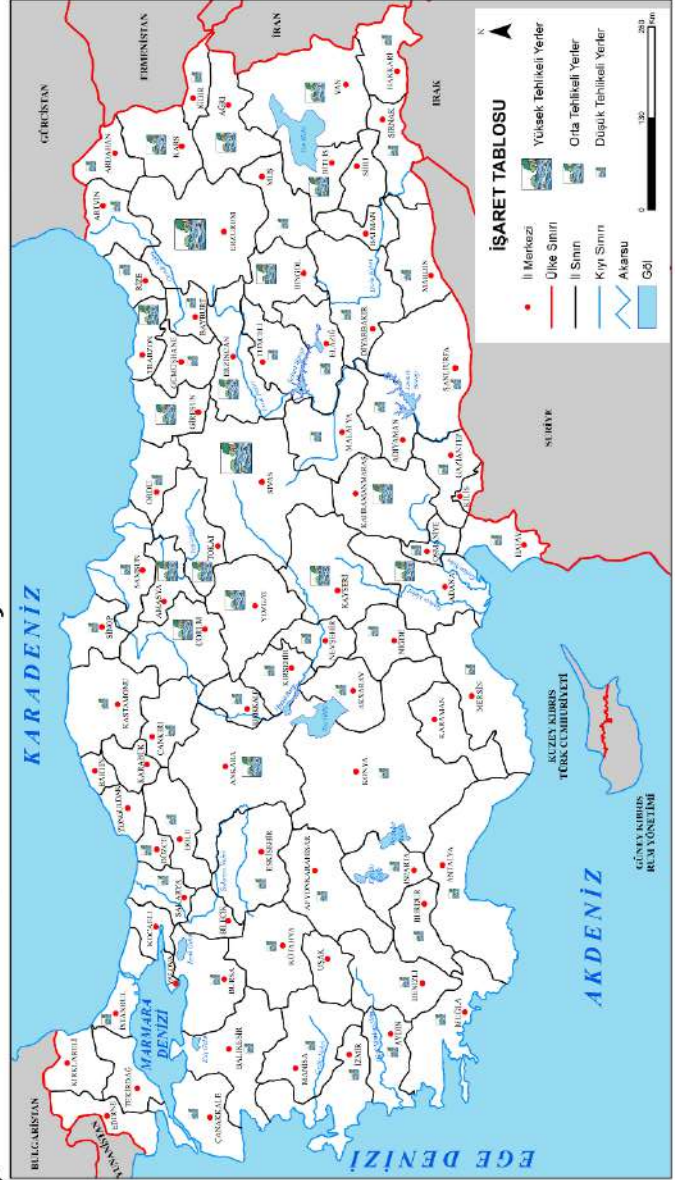 BULGARİSTAN
YUNANİSTAN
GÜRCİSTAN
ERMENİSTAN
İRAN
IRAK
SURİYE
KARADENİZ
MARMARA
DENİZİ
EGE DENİZİ
AKDENİZ
KUZEY KIBRIS
TÜRK CUMHURİYETİ
GÜNEY KIBRIS
RUM YÖNETİMİ
KIRKLARELİ
EDİRNE
TEKİRDAĞ
İSTANBUL
KOCAELİ
YALOVA
SAKARYA
DÜZCE
BOLU
ZONGULDAK
BARTIN
KARABÜK
KASTAMONU
ÇANKIRI
SİNOP
SAMSUN
AMASYA
ÇORUM
TOKAT
ORDU
GİRESUN
GÜMÜŞHANE
TRABZON
BAYBURT
RİZE
ARTVİN
ARDAHAN
KARS
IĞDIR
AĞRI
ERZURUM
ERZİNCAN
TUNCELİ
BİNGÖL
MUŞ
BİTLİS
VAN
HAKKARİ
ŞIRNAK
SİİRT
BATMAN
MARDİN
DİYARBAKIR
ELAZIĞ
MALATYA
ADIYAMAN
ŞANLIURFA
GAZİANTEP
KİLİS
HATAY
OSMANİYE
KAHRAMANMARAŞ
ADANA
SİVAS
YOZGAT
KAYSERİ
NEVŞEHİR
KIRŞEHİR
NİĞDE
AKSARAY
MERSİN
KARAMAN
KONYA
ANKARA
ESKİŞEHİR
BİLECİK
BURSA
BALIKESİR
ÇANAKKALE
KÜTAHYA
AFYONKARAHİSAR
UŞAK
MANİSA
İZMİR
AYDIN
DENİZLİ
MUĞLA
BURDUR
ISPARTA
ANTALYA
N
İŞARET TABLOSU
İl Merkezi
Ülke Sınırı
İl Sınırı
Kıyı Sınırı
Akarsu
Göl
Yüksek Tehlikeli Yerler
Orta Tehlikeli Yerler
Düşük Tehlikeli Yerler
0
130
260
Km